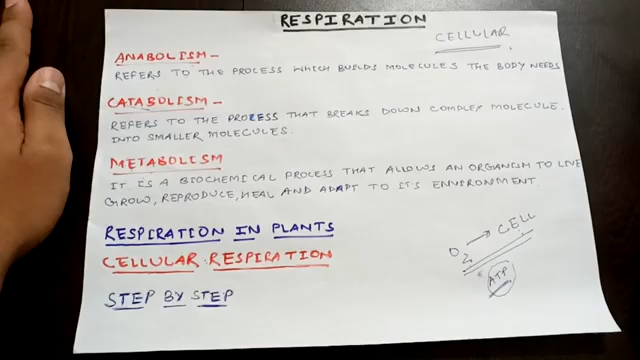 RESPIRATION
CELLULAR
ANABOLISM -
REFERS TO THE PROCESS WHICH BUILDS MOLECULES THE BODY NEEDS
CATABOLISM -
REFERS TO THE PROCESS THAT BREAKS DOWN COMPLEX MOLECULE.
INTO SMALLER MOLECULES.
METABOLISM
IT IS A BIOCHEMICAL PROCESS THAT ALLOWS AN ORGANISM TO LIVE
GROW, REPRODUCE, HEAL AND ADAPT TO ITS ENVIRONMENT.
RESPIRATION IN PLANTS
CELLULAR RESPIRATION
O2 → CELL
ATP
STEP BY STEP